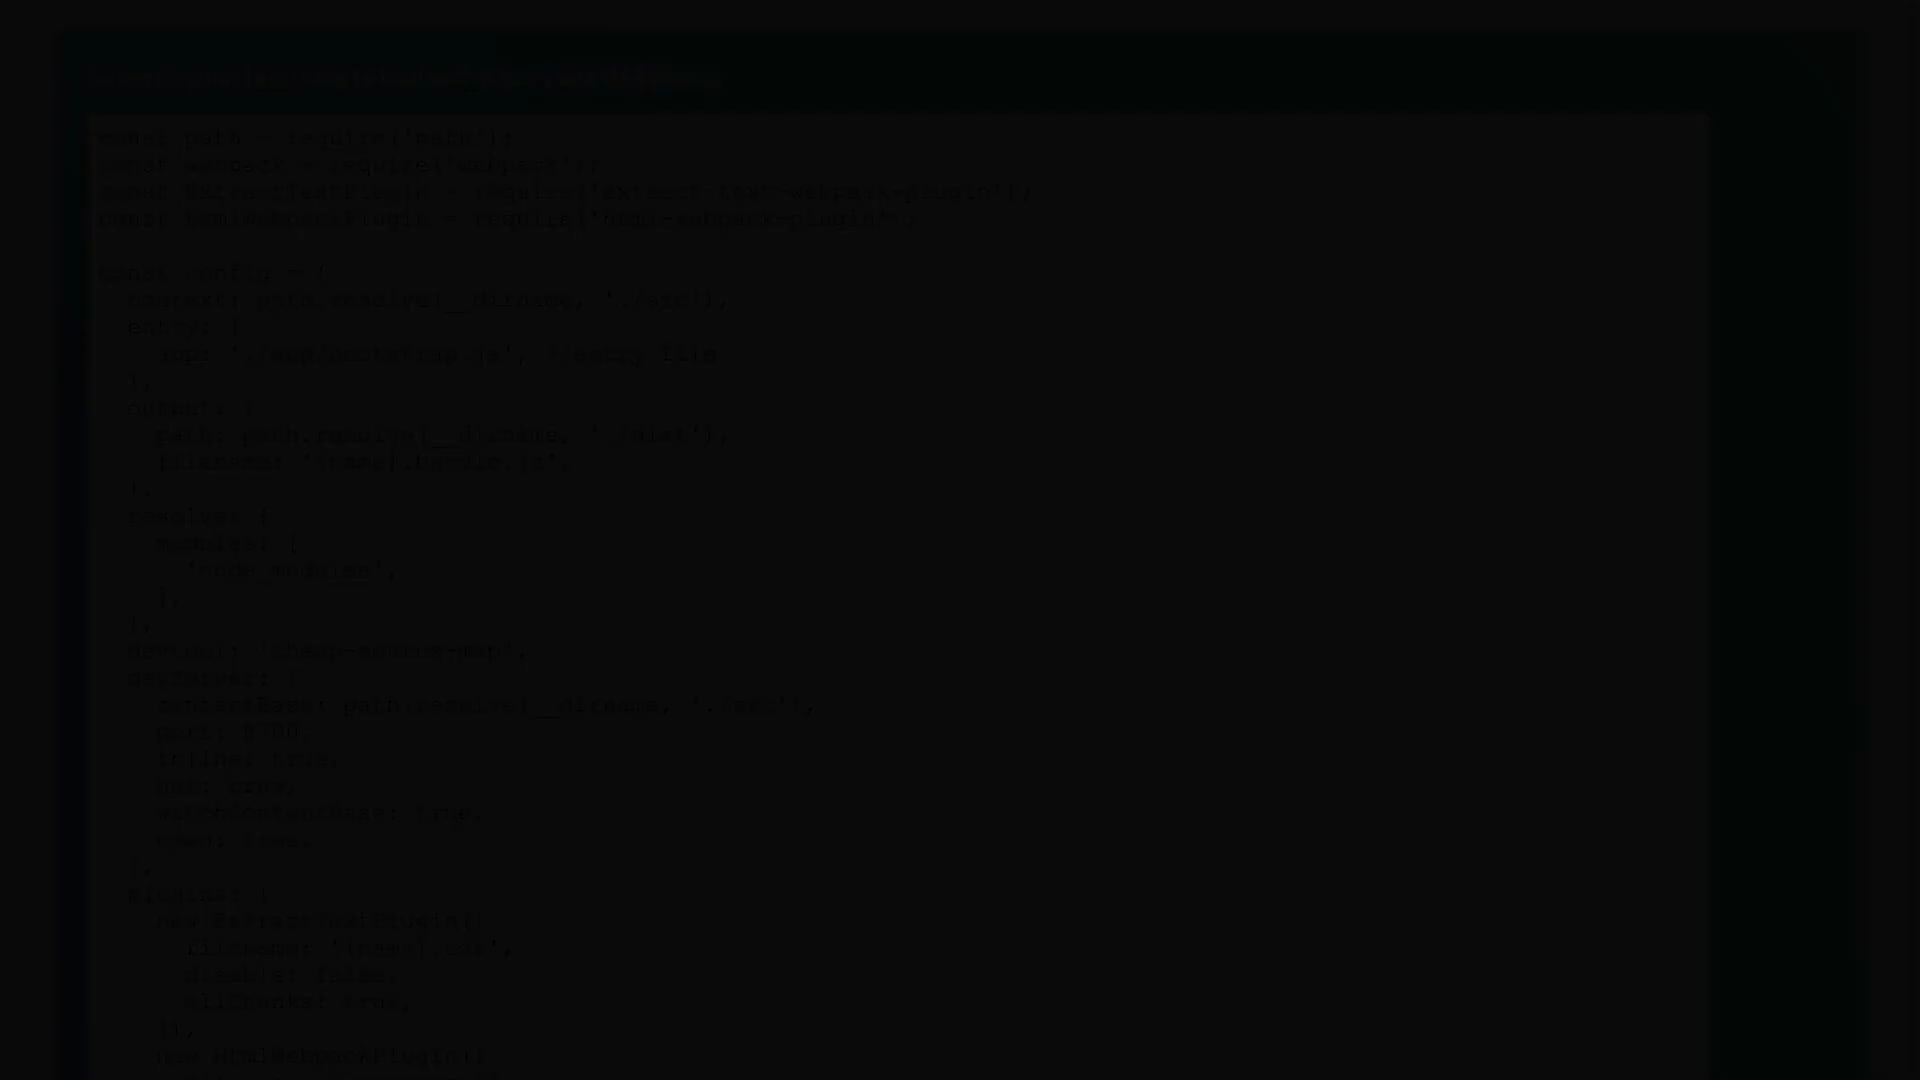 const path = require('path');
const webpack = require('webpack');
const ExtractTextPlugin = require('extract-text-webpack-plugin');
const HtmlWebpackPlugin = require('html-webpack-plugin');
const config = {
context: path.resolve(__dirname, './src'),
entry: {
app: './app/bootstrap.js', //entry file
},
output: {
path: path.resolve(__dirname, './dist'),
filename: '[name].bundle.js',
},
resolve: {
modules: [
'node_modules',
],
},
devtool: 'cheap-source-map',
devServer: {
contentBase: path.resolve(__dirname, './src'),
port:
inline: true,
hot: true,
watchContentBase: true,
open: true,
},
plugins: [
new ExtractTextPlugin({
filename: '[name].css',
disable: false,
allChunks: true,
}),
new HtmlWebpackPlugin({